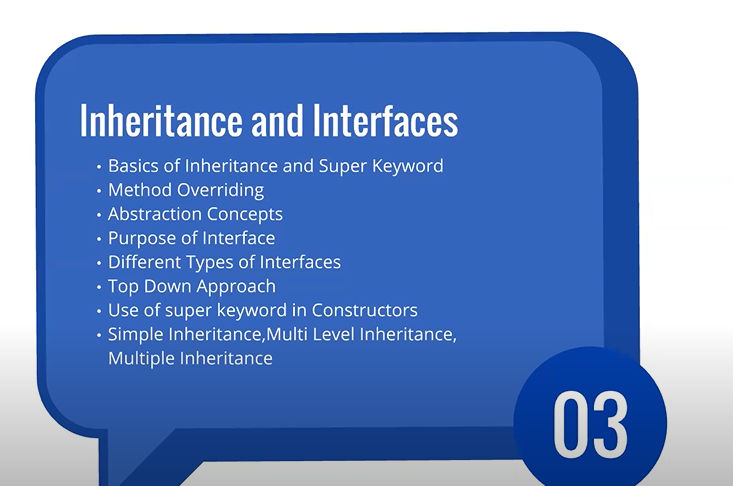 Inheritance and Interfaces
• Basics of Inheritance and Super Keyword
• Method Overriding
• Abstraction Concepts
• Purpose of Interface
• Different Types of Interfaces
• Top Down Approach
• Use of super keyword in Constructors
• Simple Inheritance,Multi Level Inheritance,
Multiple Inheritance
03